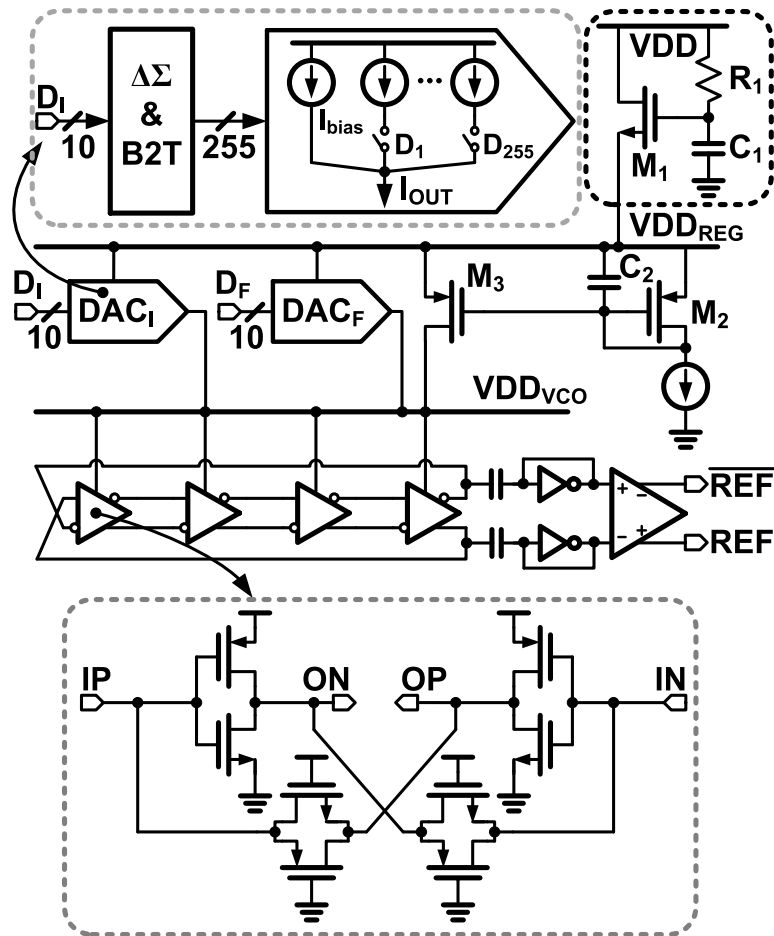 D_I
10
ΔΣ
&
B2T
255
I_bias
D_1
D_255
I_OUT
VDD
R_1
M_1
C_1
VDD_REG
D_I
10
DAC_I
D_F
10
DAC_F
M_3
C_2
M_2
VDD_VCO
+
−
R̅E̅F̅
−
+
REF
IP
ON
OP
IN